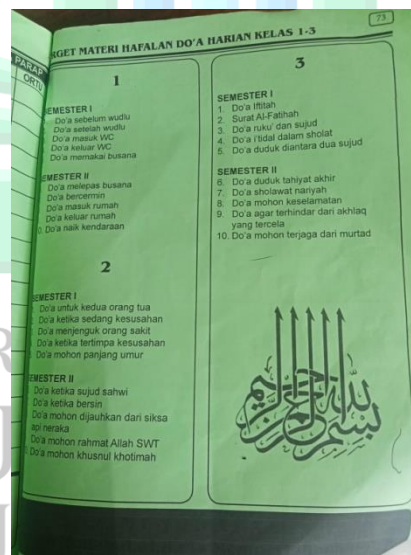 73
RGET MATERI HAFALAN DO'A HARIAN KELAS 1-3
PARAP
ORTU
1
SEMESTER I
Do'a sebelum wudlu
Do'a setelah wudlu
Do'a masuk WC
Do'a keluar WC
Do'a memakai busana
SEMESTER II
Do'a melepas busana
Do'a bercermin
Do'a masuk rumah
Do'a keluar rumah
Do'a naik kendaraan
2
SEMESTER I
Do'a untuk kedua orang tua
Do'a ketika sedang kesusahan
Do'a menjenguk orang sakit
Do'a ketika tertimpa kesusahan
Do'a mohon panjang umur
SEMESTER II
Do'a ketika sujud sahwi
Do'a ketika bersin
Do'a mohon dijauhkan dari siksa
api neraka
Do'a mohon rahmat Allah SWT
Do'a mohon khusnul khotimah
3
SEMESTER I
1. Do'a Iftitah
2. Surat Al-Fatihah
3. Do'a ruku' dan sujud
4. Do'a i'tidal dalam sholat
5. Do'a duduk diantara dua sujud
SEMESTER II
6. Do'a duduk tahiyat akhir
7. Do'a sholawat nariyah
8. Do'a mohon keselamatan
9. Do'a agar terhindar dari akhlaq
yang tercela
10. Do'a mohon terjaga dari murtad
بسم الله الرحمن الرحيم